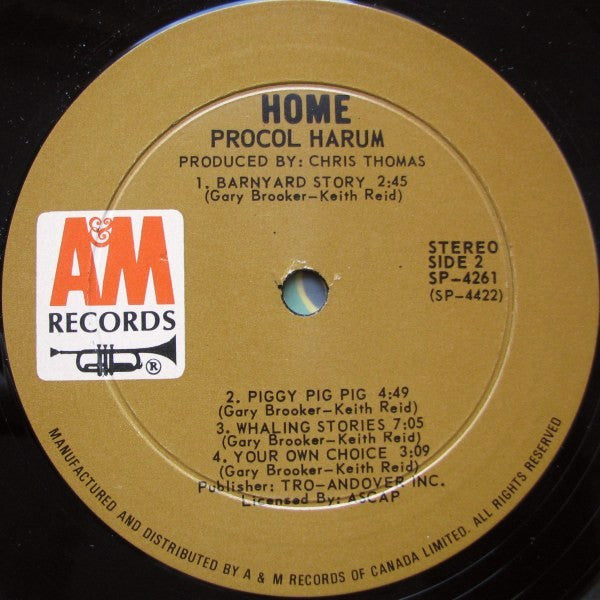 HOME
PROCOL HARUM
PRODUCED BY: CHRIS THOMAS
1. BARNYARD STORY 2:45
(Gary Brooker-Keith Reid)
A&M
RECORDS
®
STEREO
SIDE 2
SP-4261
(SP-4422)
2. PIGGY PIG PIG 4:49
(Gary Brooker-Keith Reid)
3. WHALING STORIES 7:05
(Gary Brooker-Keith Reid)
4. YOUR OWN CHOICE 3:09
(Gary Brooker-Keith Reid)
Publisher: TRO-ANDOVER INC.
Licensed By: ASCAP
MANUFACTURED AND DISTRIBUTED BY A & M RECORDS OF CANADA LIMITED. ALL RIGHTS RESERVED